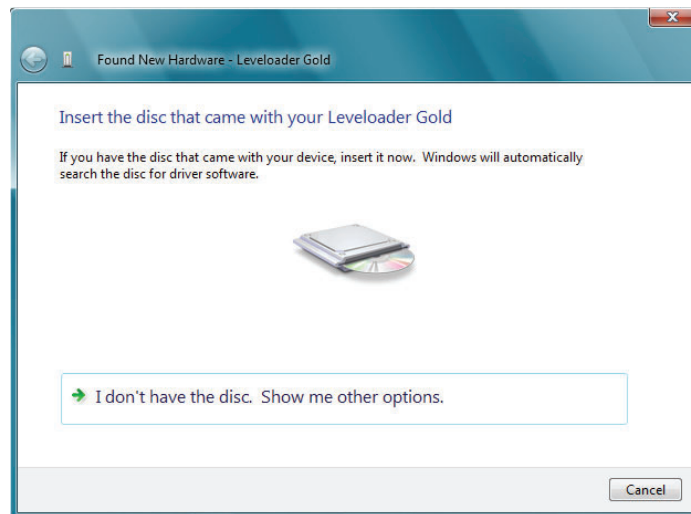 Found New Hardware - Leveloader Gold
Insert the disc that came with your Leveloader Gold
If you have the disc that came with your device, insert it now.  Windows will automatically
search the disc for driver software.
I don't have the disc.  Show me other options.
Cancel